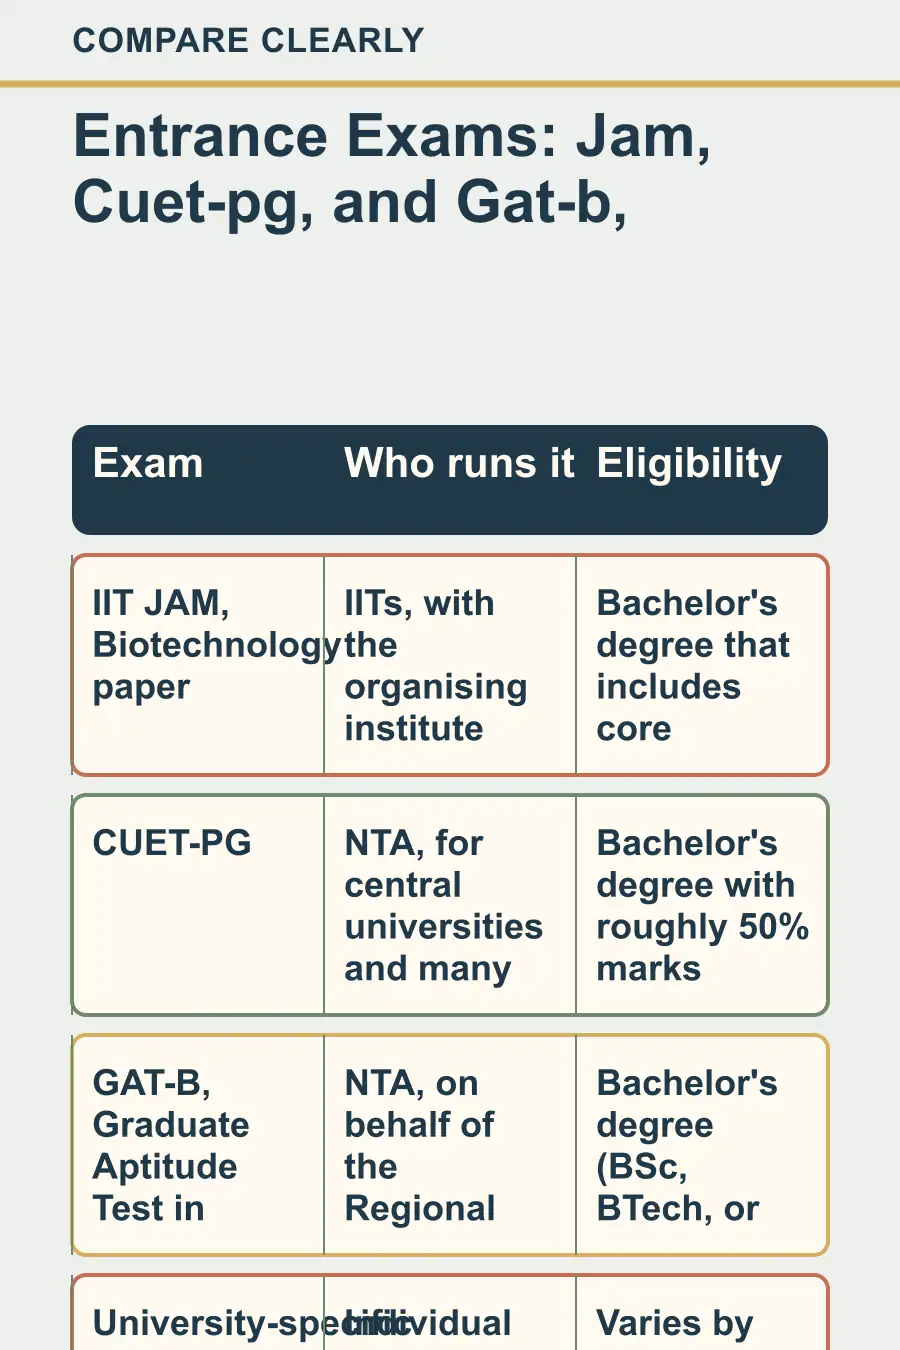 COMPARE CLEARLY
Entrance Exams: Jam,
Cuet-pg, and Gat-b,
Exam
Who runs it
Eligibility
IIT JAM,
Biotechnology
paper
IITs, with
the
organising
institute
Bachelor's
degree that
includes
core
CUET-PG
NTA, for
central
universities
and many
Bachelor's
degree with
roughly 50%
marks
GAT-B,
Graduate
Aptitude
Test in
NTA, on
behalf of
the
Regional
Bachelor's
degree
(BSc,
BTech, or
University-specific
Individual
Varies by